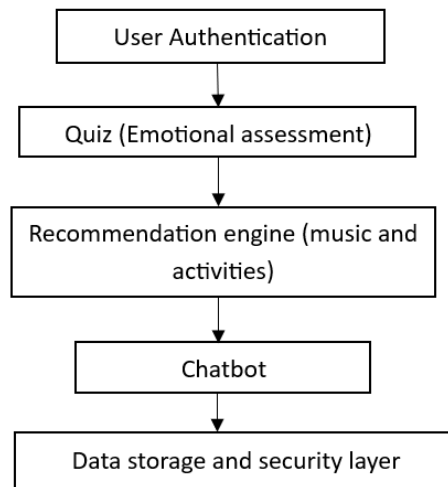 User Authentication
Quiz (Emotional assessment)
Recommendation engine (music and
activities)
Chatbot
Data storage and security layer